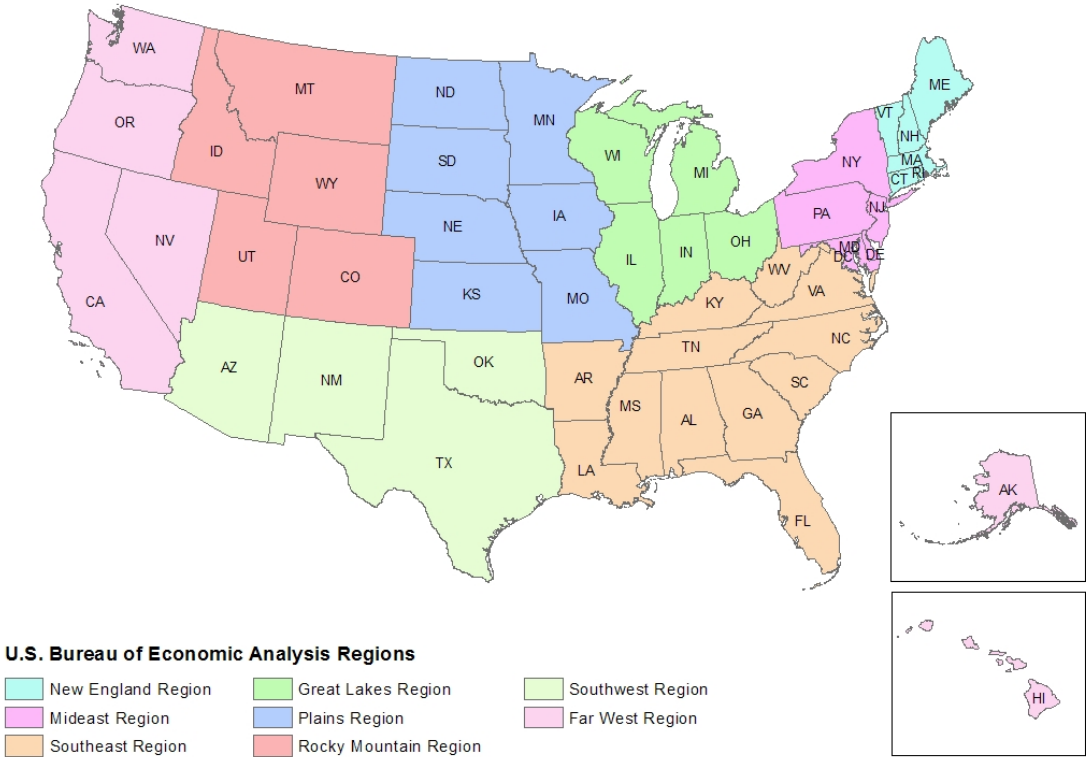 WA
MT
ND
MN
ME
VT
NH
OR
ID
SD
WI
MI
NY
MA
CT
RI
WY
IA
PA
NJ
NV
UT
NE
IL
IN
OH
MD
DC
DE
CA
CO
KS
MO
WV
VA
KY
AZ
NM
OK
TN
NC
AR
MS
AL
GA
SC
TX
LA
FL
AK
HI
U.S. Bureau of Economic Analysis Regions
New England Region
Great Lakes Region
Southwest Region
Mideast Region
Plains Region
Far West Region
Southeast Region
Rocky Mountain Region